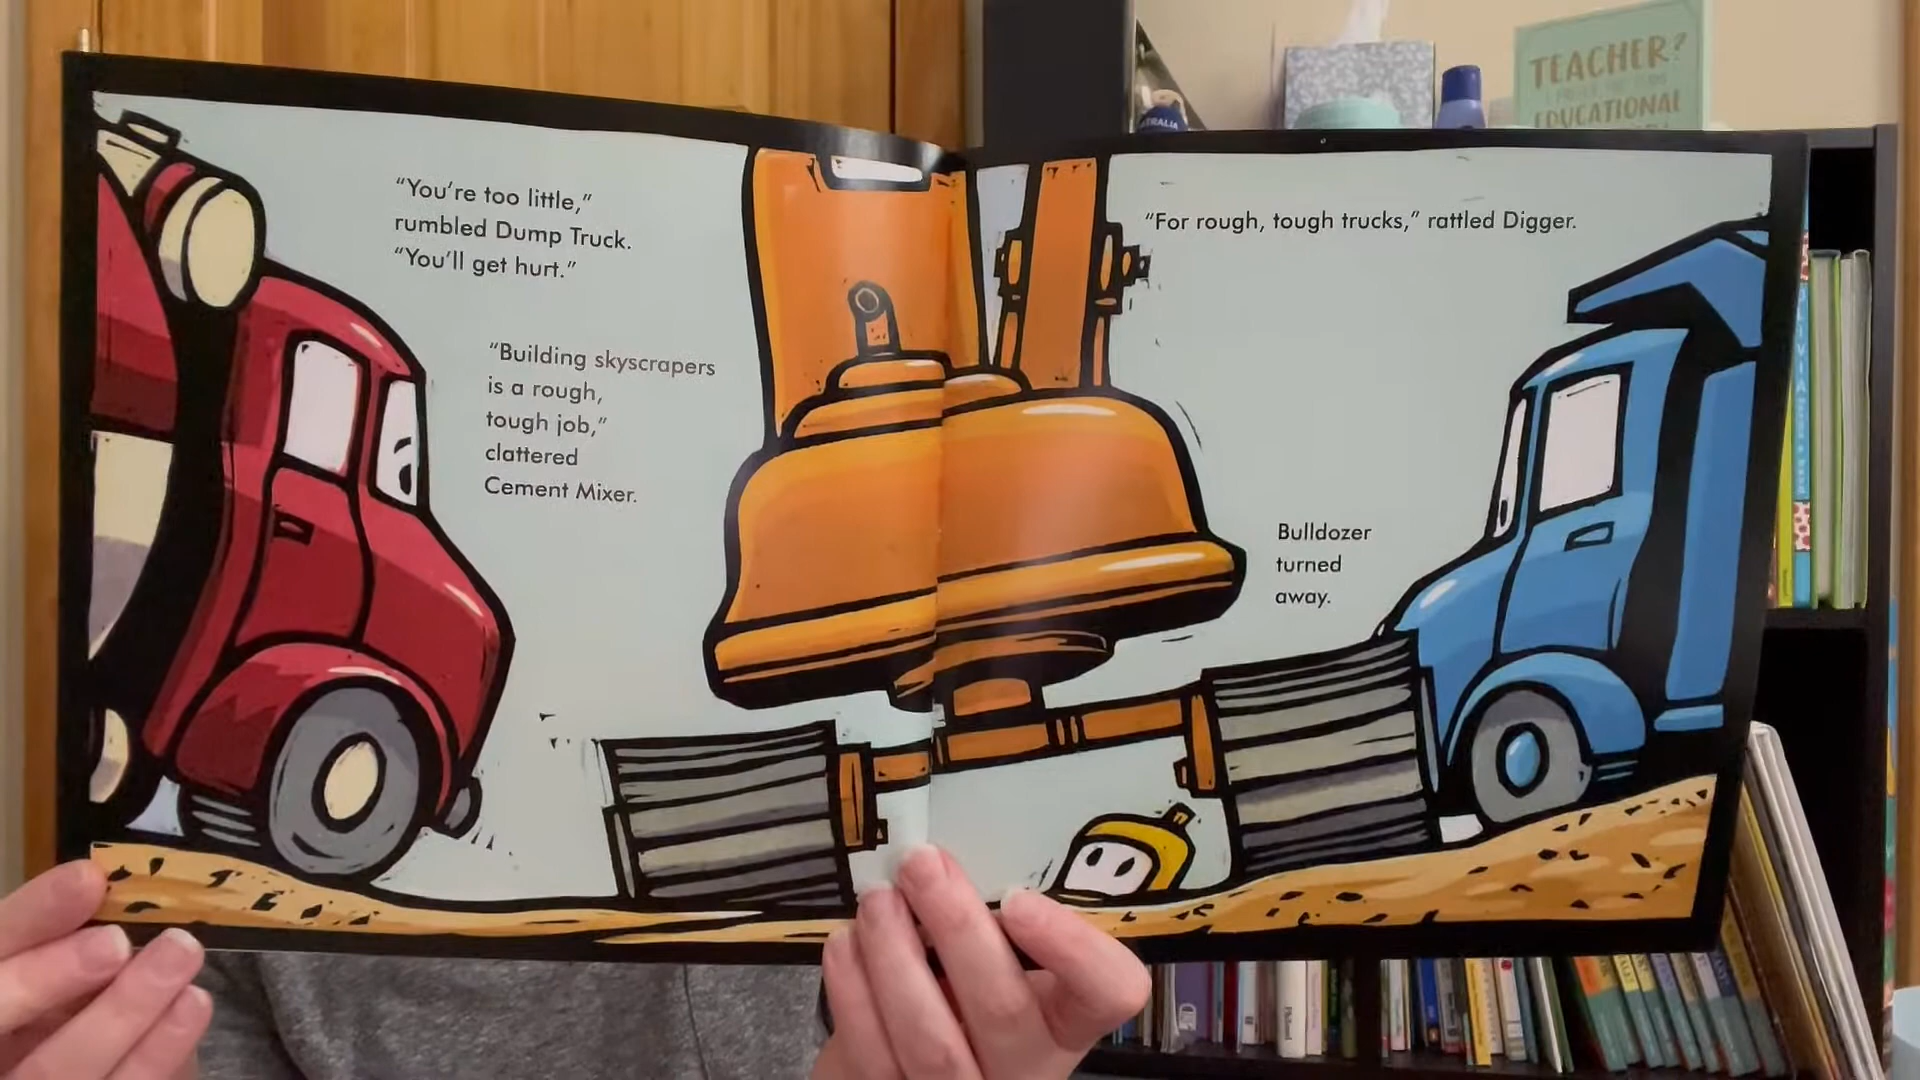 “You’re too little,”
rumbled Dump Truck.
“You’ll get hurt.”
“Building skyscrapers
is a rough,
tough job,”
clattered
Cement Mixer.
“For rough, tough trucks,” rattled Digger.
Bulldozer
turned
away.
TEACHER?
EDUCATIONAL
OLIVIA